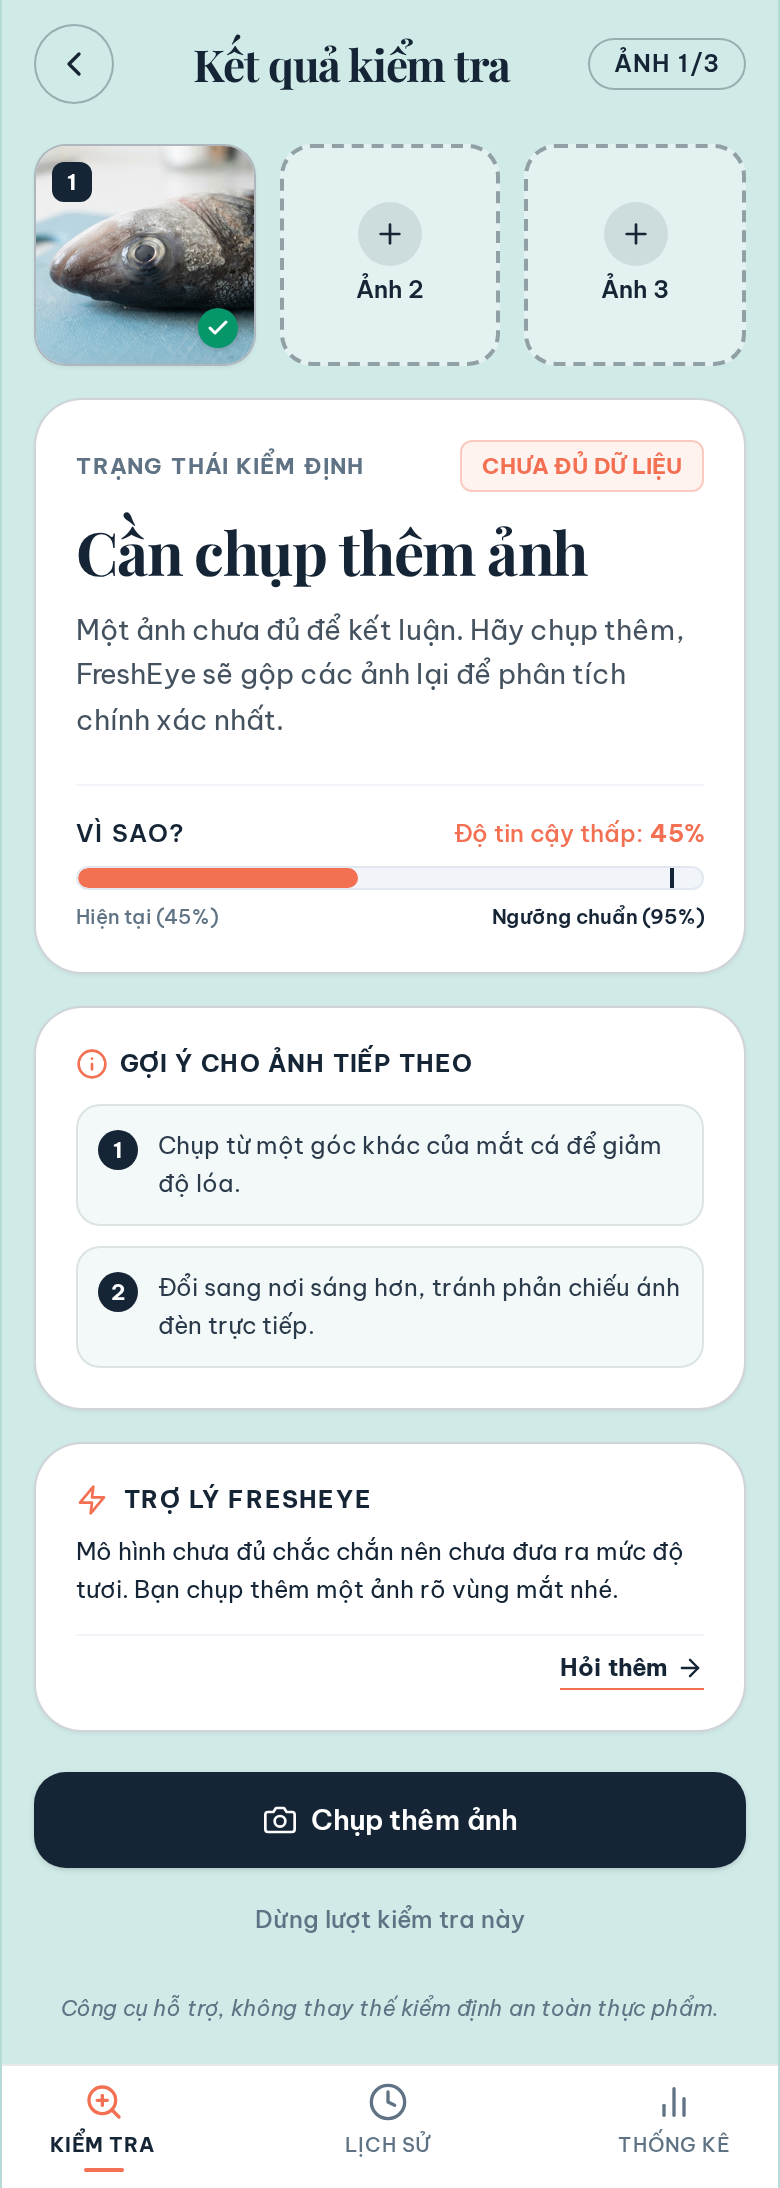 Kết quả kiểm tra
ẢNH 1/3
1
Ảnh 2
Ảnh 3
TRẠNG THÁI KIỂM ĐỊNH
CHƯA ĐỦ DỮ LIỆU
Cần chụp thêm ảnh
Một ảnh chưa đủ để kết luận. Hãy chụp thêm,
FreshEye sẽ gộp các ảnh lại để phân tích
chính xác nhất.
VÌ SAO?
Độ tin cậy thấp: 45%
Hiện tại (45%)
Ngưỡng chuẩn (95%)
GỢI Ý CHO ẢNH TIẾP THEO
1
Chụp từ một góc khác của mắt cá để giảm
độ lóa.
2
Đổi sang nơi sáng hơn, tránh phản chiếu ánh
đèn trực tiếp.
TRỢ LÝ FRESHEYE
Mô hình chưa đủ chắc chắn nên chưa đưa ra mức độ
tươi. Bạn chụp thêm một ảnh rõ vùng mắt nhé.
Hỏi thêm →
Chụp thêm ảnh
Dừng lượt kiểm tra này
Công cụ hỗ trợ, không thay thế kiểm định an toàn thực phẩm.
KIỂM TRA
LỊCH SỬ
THỐNG KÊ